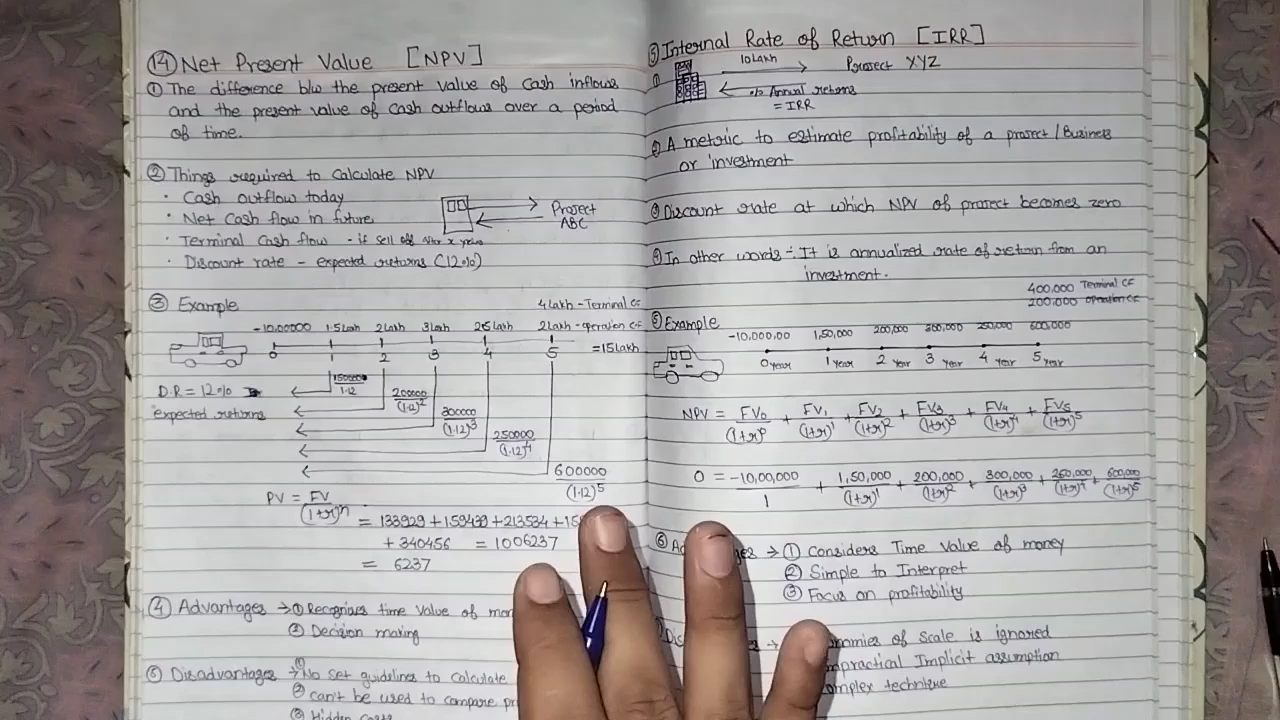 ⑭ Net Present Value [NPV]
① The difference b/w the present value of cash inflows
and the present value of cash outflows over a period
of time.
② Things required to calculate NPV
· Cash outflow today
· Net Cash flow in future
· Terminal Cash flow - if sell off after x years
· Discount rate - expected returns (12%)
Project
ABC
③ Example
4 Lakh - Terminal CF
-10,00000 1.5 Lakh 2 Lakh 3 Lakh 2.5 Lakh 2 Lakh - operation CF
0 1 2 3 4 5 = 15 Lakh
D.R = 12%
expected returns
150000/1.12
200000/(1.12)²
300000/(1.12)³
250000/(1.12)⁴
600000/(1.12)⁵
PV = FV/(1+r)ⁿ
= 133929 + 159439 + 213534 + 15
+ 340456 = 1006237
= 6237
④ Advantages → ① Recognises time value of mon
② Decision making
⑤ Disadvantages → ① No set guidelines to calculate
② can't be used to compare pr
③ Hidden Costs
⑤ Internal Rate of Return [IRR]
① 10 Lakh Project XYZ
% Annual returns
= IRR
② A metric to estimate profitability of a project / Business
or investment
③ Discount rate at which NPV of project becomes zero
④ In other words :- It is annualized rate of return from an
investment.
400,000 Terminal CF
200,000 operation CF
⑤ Example
-10,000,00 1,50,000 200,000 300,000 250,000 600,000
0 year 1 year 2 year 3 year 4 year 5 year
NPV = FV₀/(1+r)⁰ + FV₁/(1+r)¹ + FV₂/(1+r)² + FV₃/(1+r)³ + FV₄/(1+r)⁴ + FV₅/(1+r)⁵
0 = -10,00,000/1 + 1,50,000/(1+r)¹ + 200,000/(1+r)² + 300,000/(1+r)³ + 250,000/(1+r)⁴ + 600,000/(1+r)⁵
⑥ Ad ges → ① Considers Time Value of money
② Simple to Interpret
③ Focus on profitability
Dis s → onomies of Scale is ignored
mpractical Implicit assumption
omplex technique